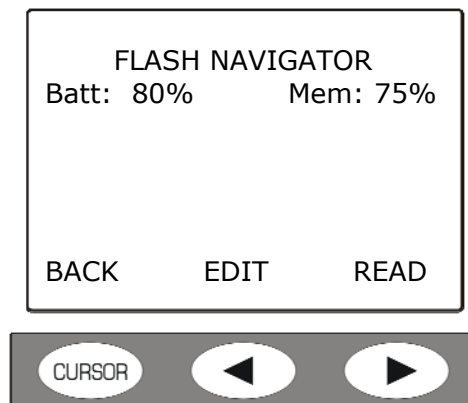 FLASH NAVIGATOR
Batt: 80% Mem: 75%
BACK EDIT READ
CURSOR